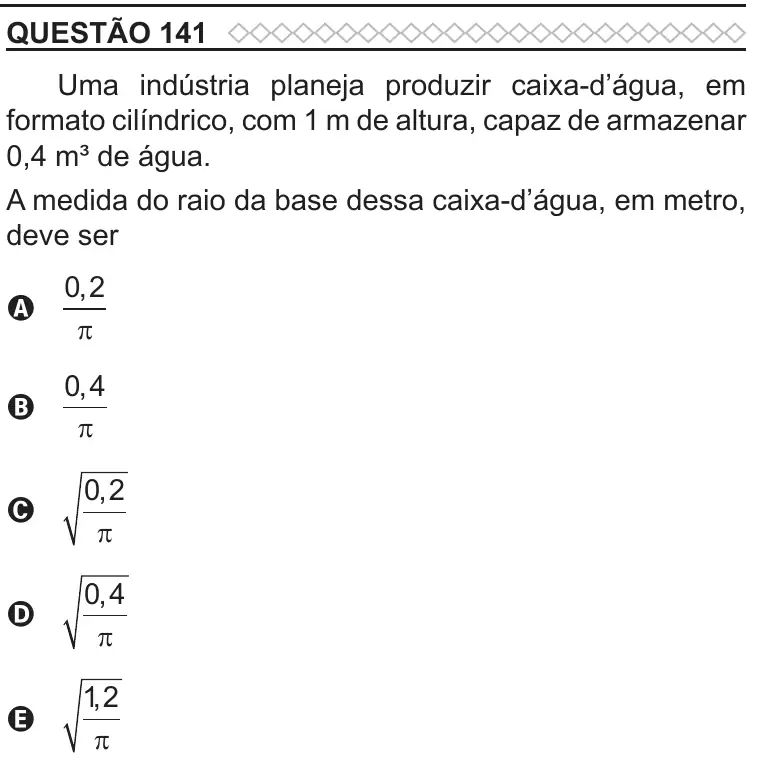 QUESTÃO 141
Uma indústria planeja produzir caixa-d’água, em
formato cilíndrico, com 1 m de altura, capaz de armazenar
0,4 m³ de água.
A medida do raio da base dessa caixa-d’água, em metro,
deve ser
A 0,2
π
B 0,4
π
C √0,2
π
D √0,4
π
E √1,2
π